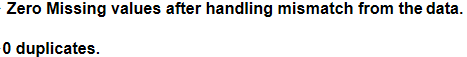 Zero Missing values after handling mismatch from the data.
0 duplicates.